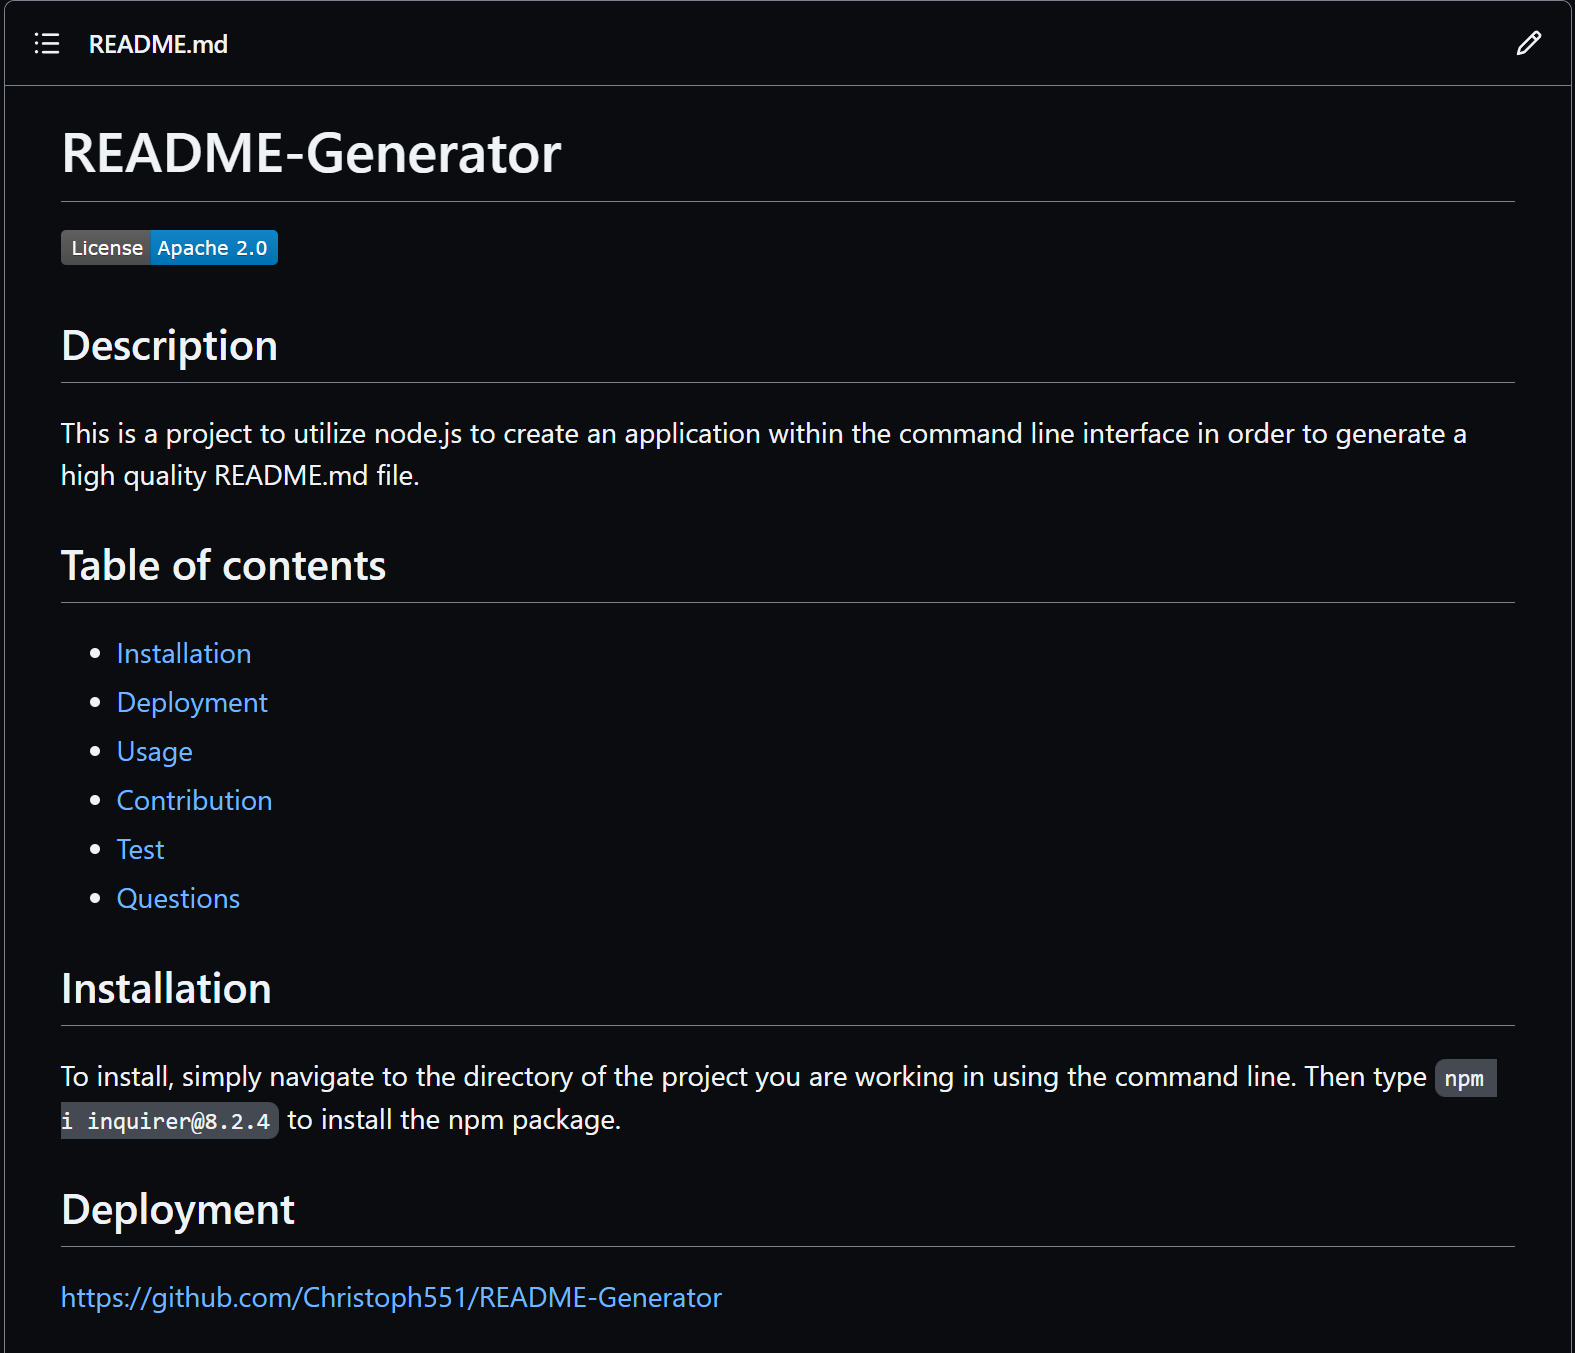 README.md
README-Generator
License Apache 2.0
Description
This is a project to utilize node.js to create an application within the command line interface in order to generate a
high quality README.md file.
Table of contents
Installation
Deployment
Usage
Contribution
Test
Questions
Installation
To install, simply navigate to the directory of the project you are working in using the command line. Then type npm
i inquirer@8.2.4 to install the npm package.
Deployment
https://github.com/Christoph551/README-Generator